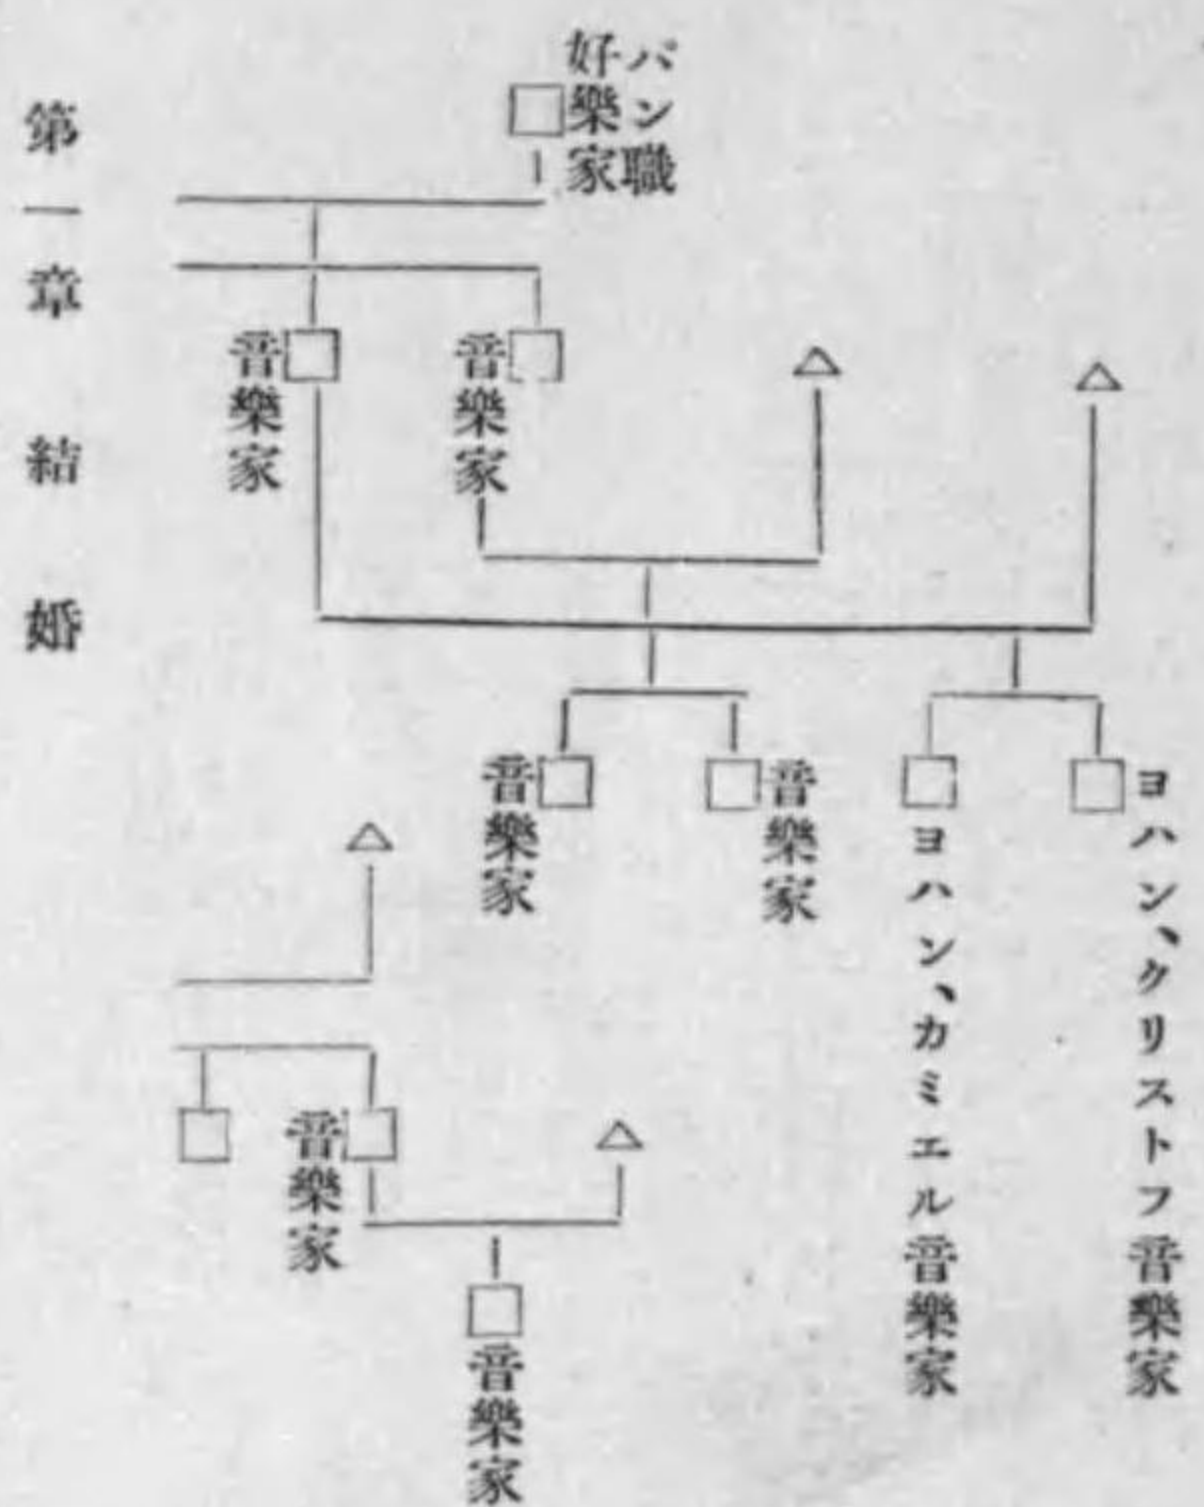 パン職
好樂家
音樂家
音樂家
ヨハン、クリストフ音樂家
ヨハン、カミエル音樂家
音樂家
音樂家
音樂家
音樂家
第一章 結婚